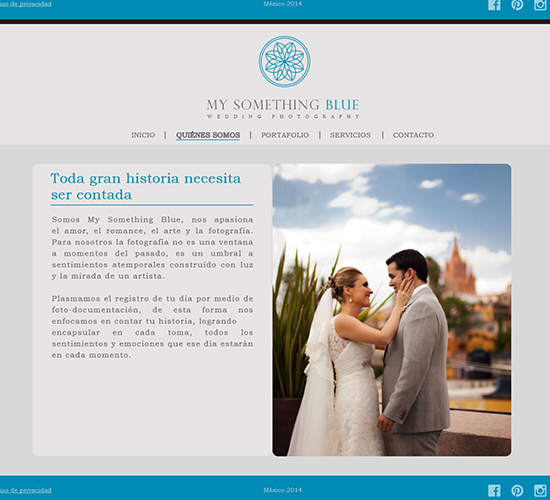 iso de privacidad México 2014
MY SOMETHING BLUE
WEDDING PHOTOGRAPHY
INICIO | QUIÉNES SOMOS | PORTAFOLIO | SERVICIOS | CONTACTO
Toda gran historia necesita
ser contada
Somos My Something Blue, nos apasiona
el amor, el romance, el arte y la fotografía.
Para nosotros la fotografía no es una ventana
a momentos del pasado, es un umbral a
sentimientos atemporales construido con luz
y la mirada de un artista.
Plasmamos el registro de tu día por medio de
foto-documentación, de esta forma nos
enfocamos en contar tu historia, logrando
encapsular en cada toma, todos los
sentimientos y emociones que ese día estarán
en cada momento.
iso de privacidad México 2014